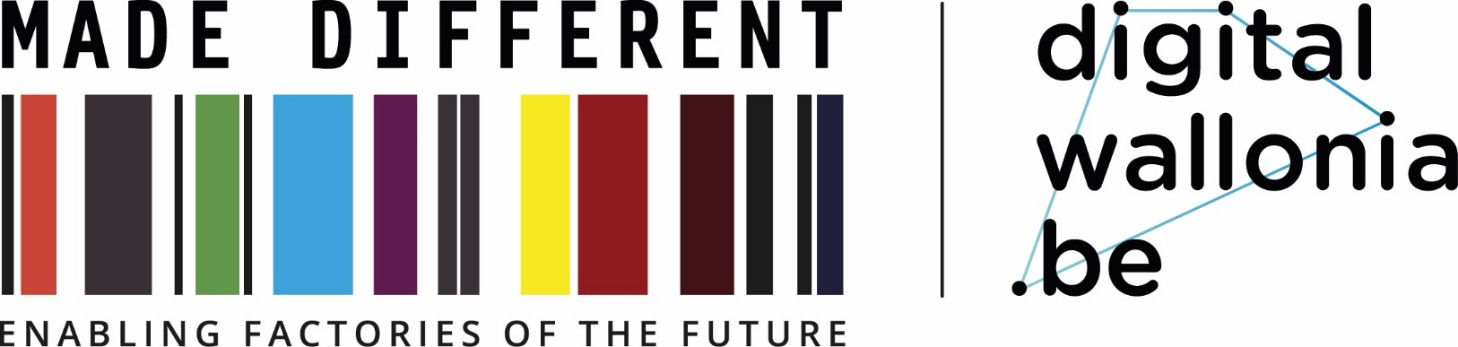 MADE DIFFERENT
ENABLING FACTORIES OF THE FUTURE
digital
wallonia
.be